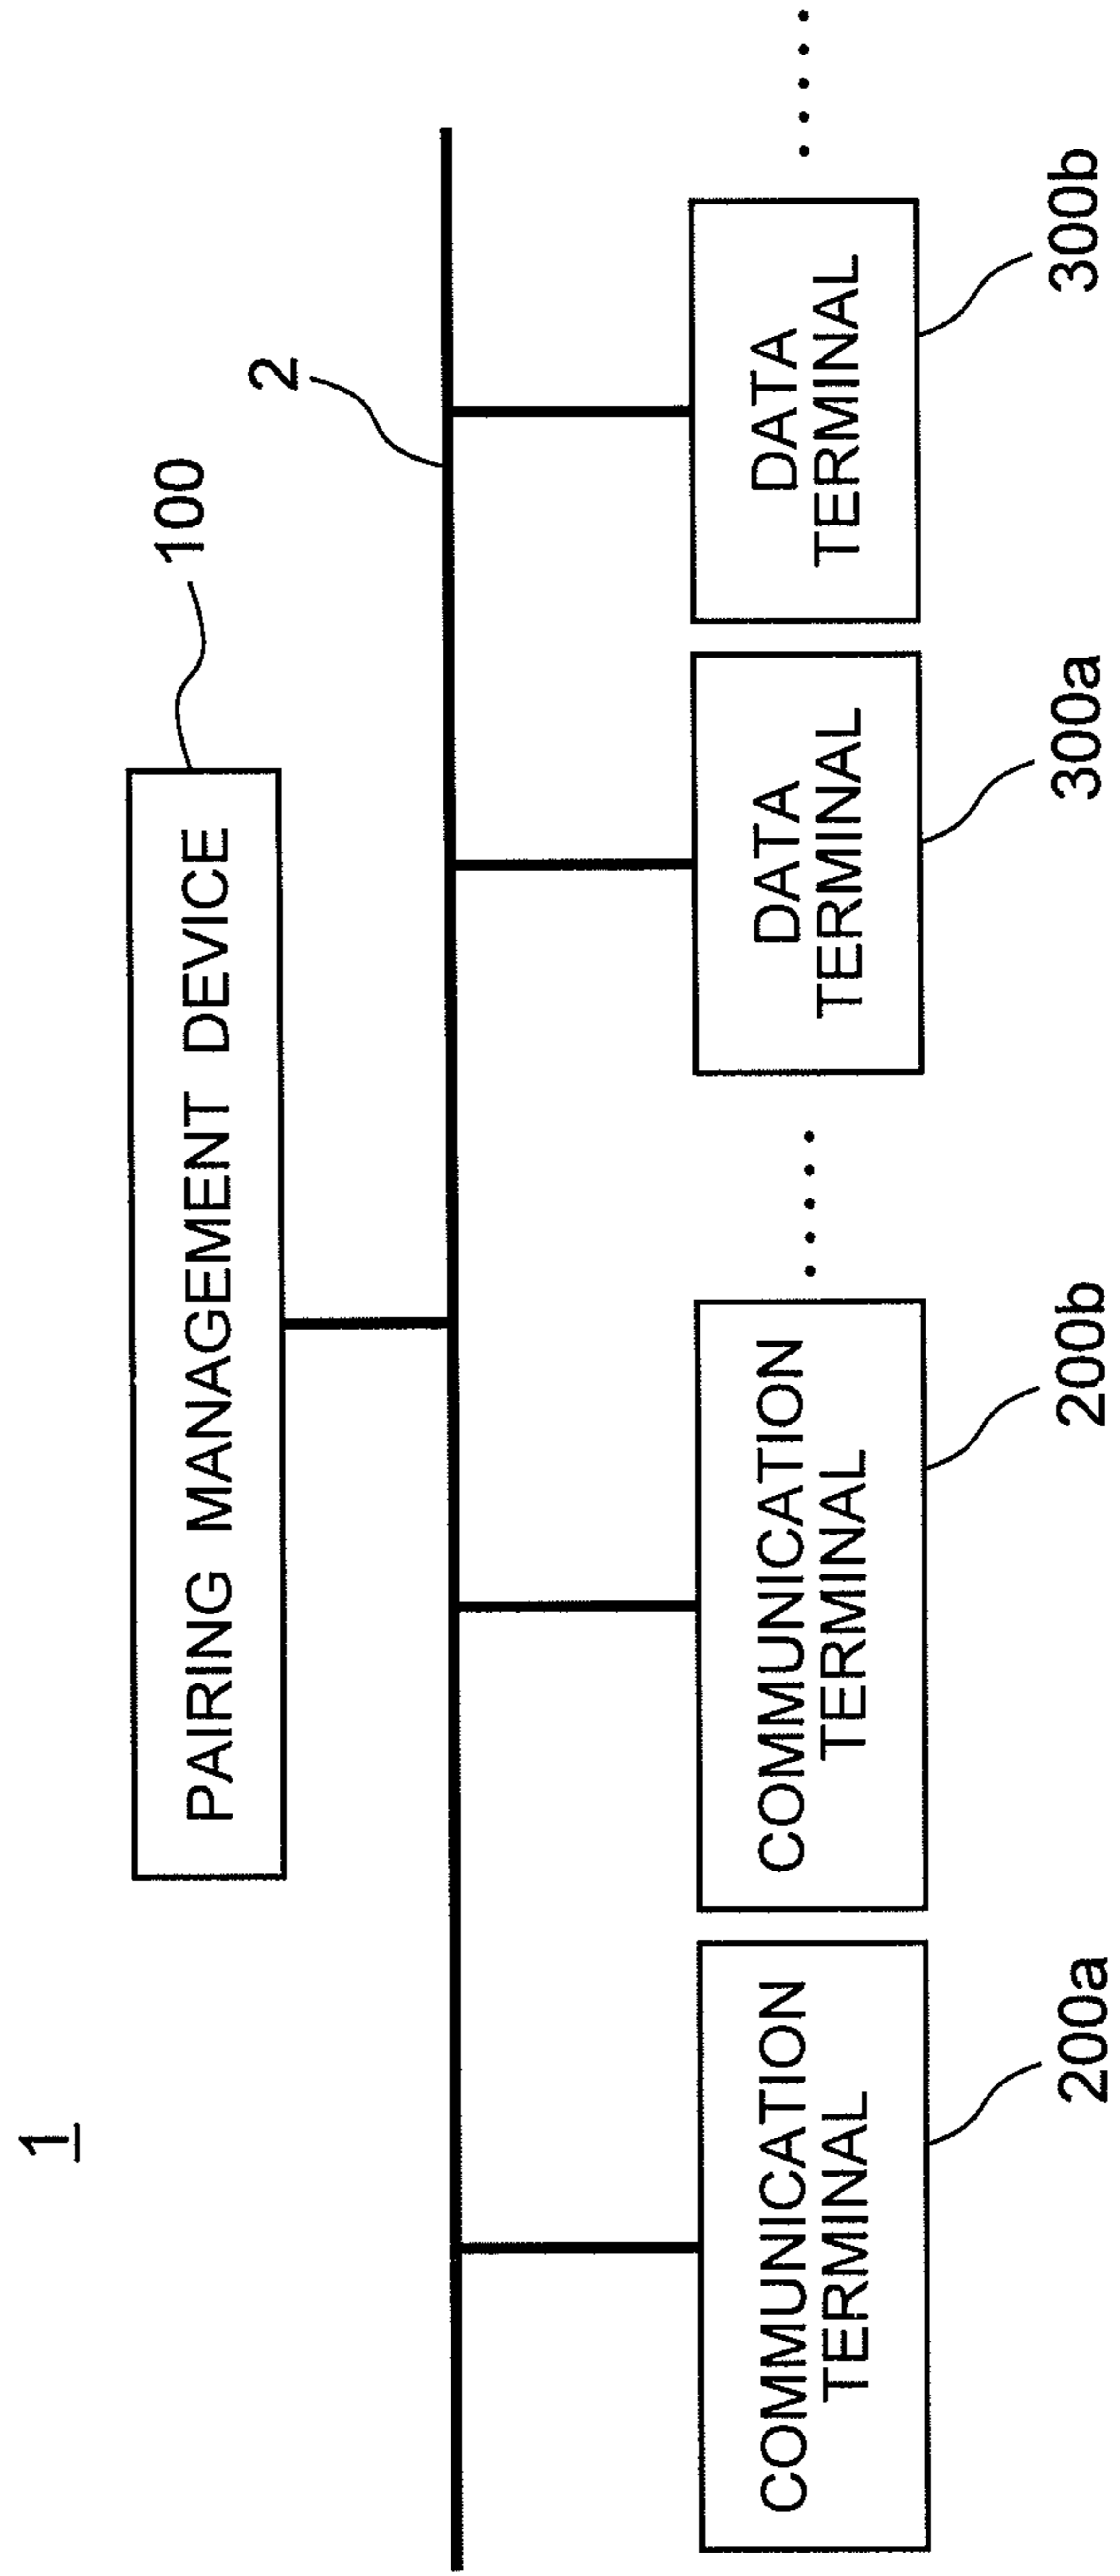 1
PAIRING MANAGEMENT DEVICE
100
2
COMMUNICATION
TERMINAL
200a
COMMUNICATION
TERMINAL
200b
.....
DATA
TERMINAL
300a
DATA
TERMINAL
300b
.....